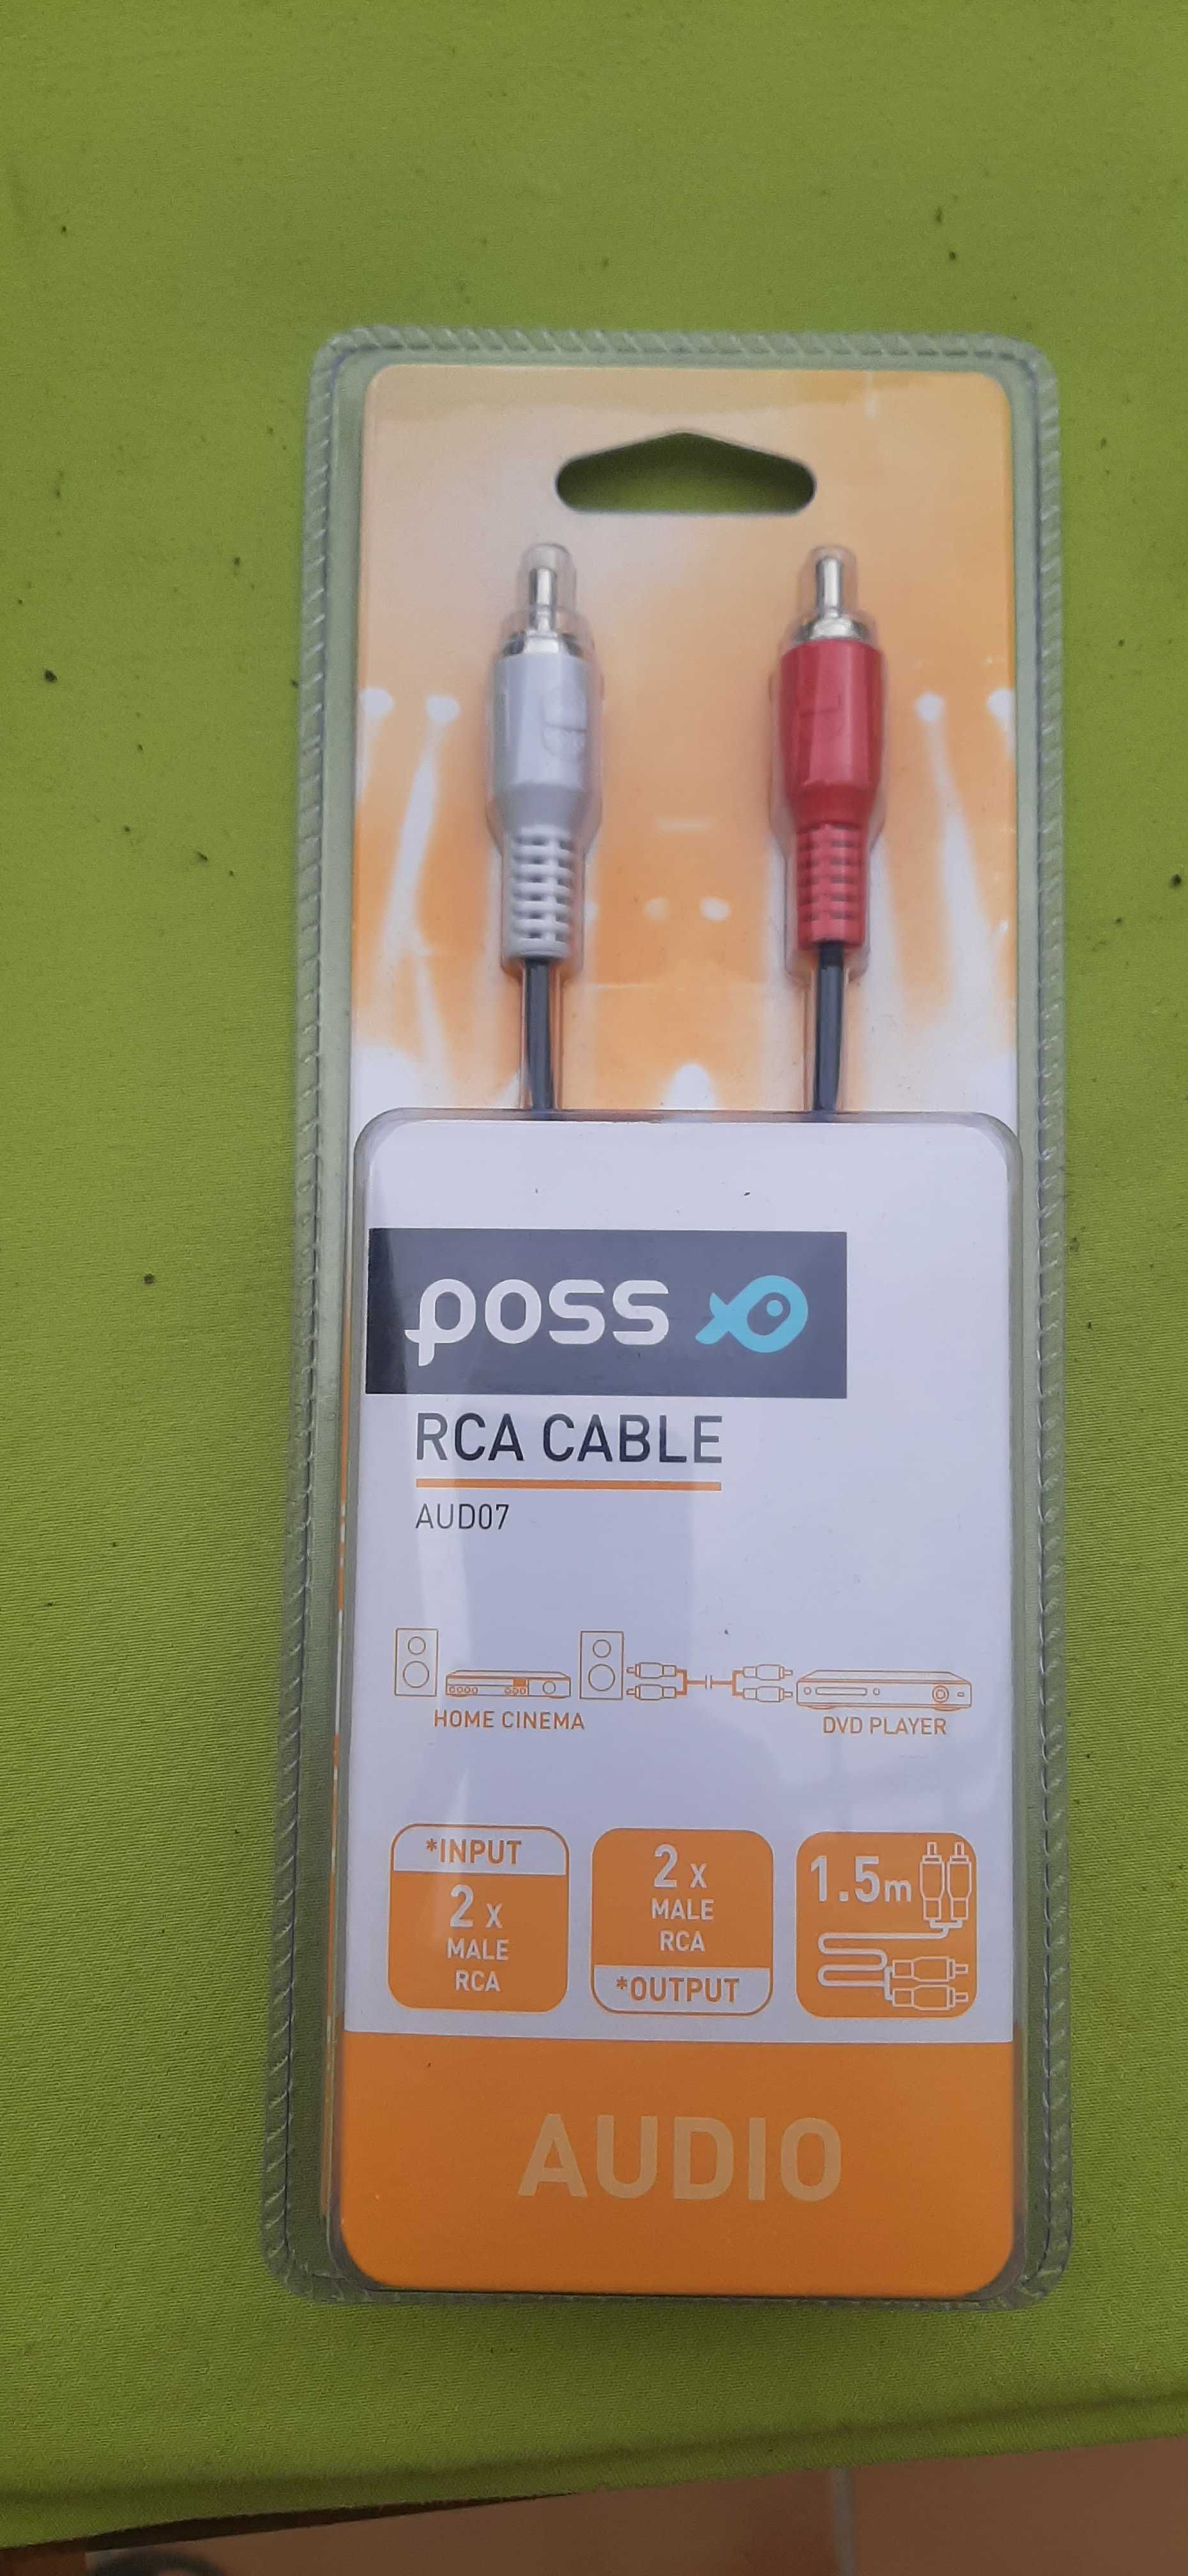 poss
RCA CABLE
AUD07
HOME CINEMA
DVD PLAYER
*INPUT
2 x
MALE
RCA
2 x
MALE
RCA
*OUTPUT
1.5m
AUDIO